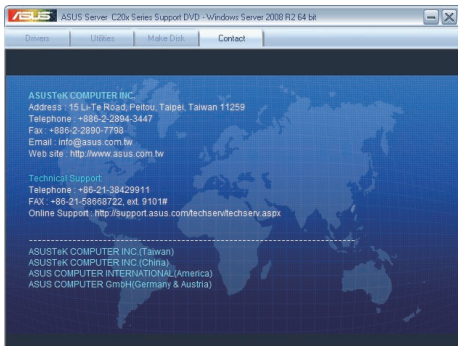 ASUS Server C20x Series Support DVD - Windows Server 2008 R2 64 bit
Drivers Utilities Make Disk Contact
ASUSTeK COMPUTER INC.
Address : 15 Li-Te Road, Peitou, Taipei, Taiwan 11259
Telephone : +886-2-2894-3447
Fax : +886-2-2890-7798
Email : info@asus.com.tw
Web site : http://www.asus.com.tw
Technical Support
Telephone : +86-21-38429911
FAX : +86-21-58668722, ext. 9101#
Online Support : http://support.asus.com/techserv/techserv.aspx
ASUSTeK COMPUTER INC.(Taiwan)
ASUSTeK COMPUTER INC.(China)
ASUS COMPUTER INTERNATIONAL(America)
ASUS COMPUTER GmbH(Germany & Austria)